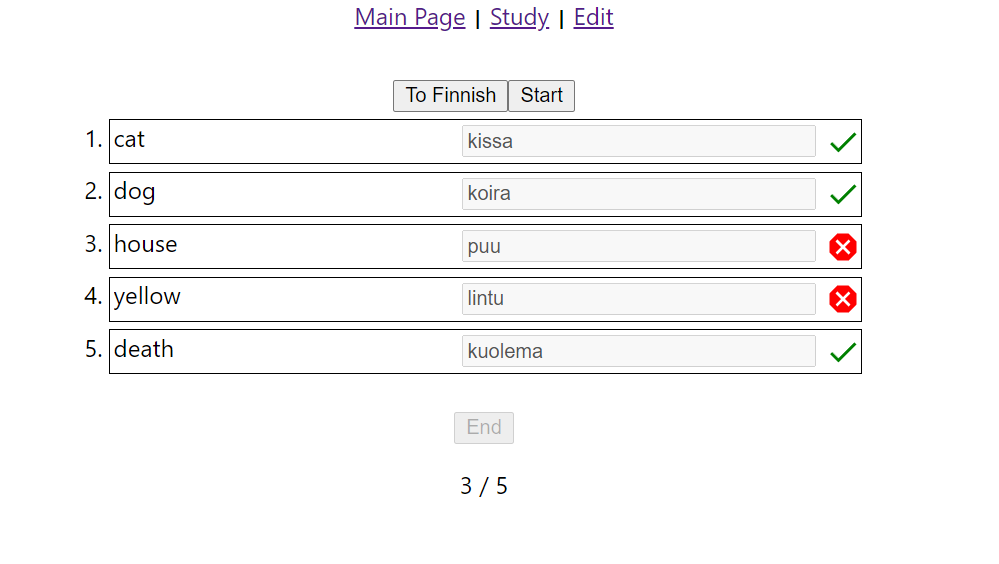 Main Page | Study | Edit
To Finnish Start
1. cat kissa
2. dog koira
3. house puu
4. yellow lintu
5. death kuolema
End
3 / 5